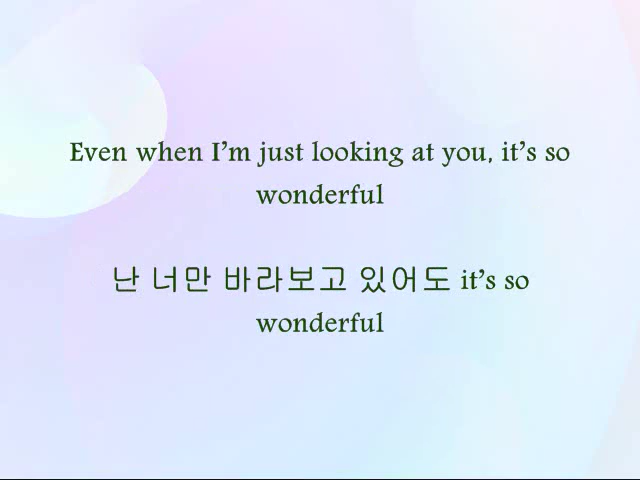 Even when I’m just looking at you, it’s so
wonderful
난 너만 바라보고 있어도 it’s so
wonderful